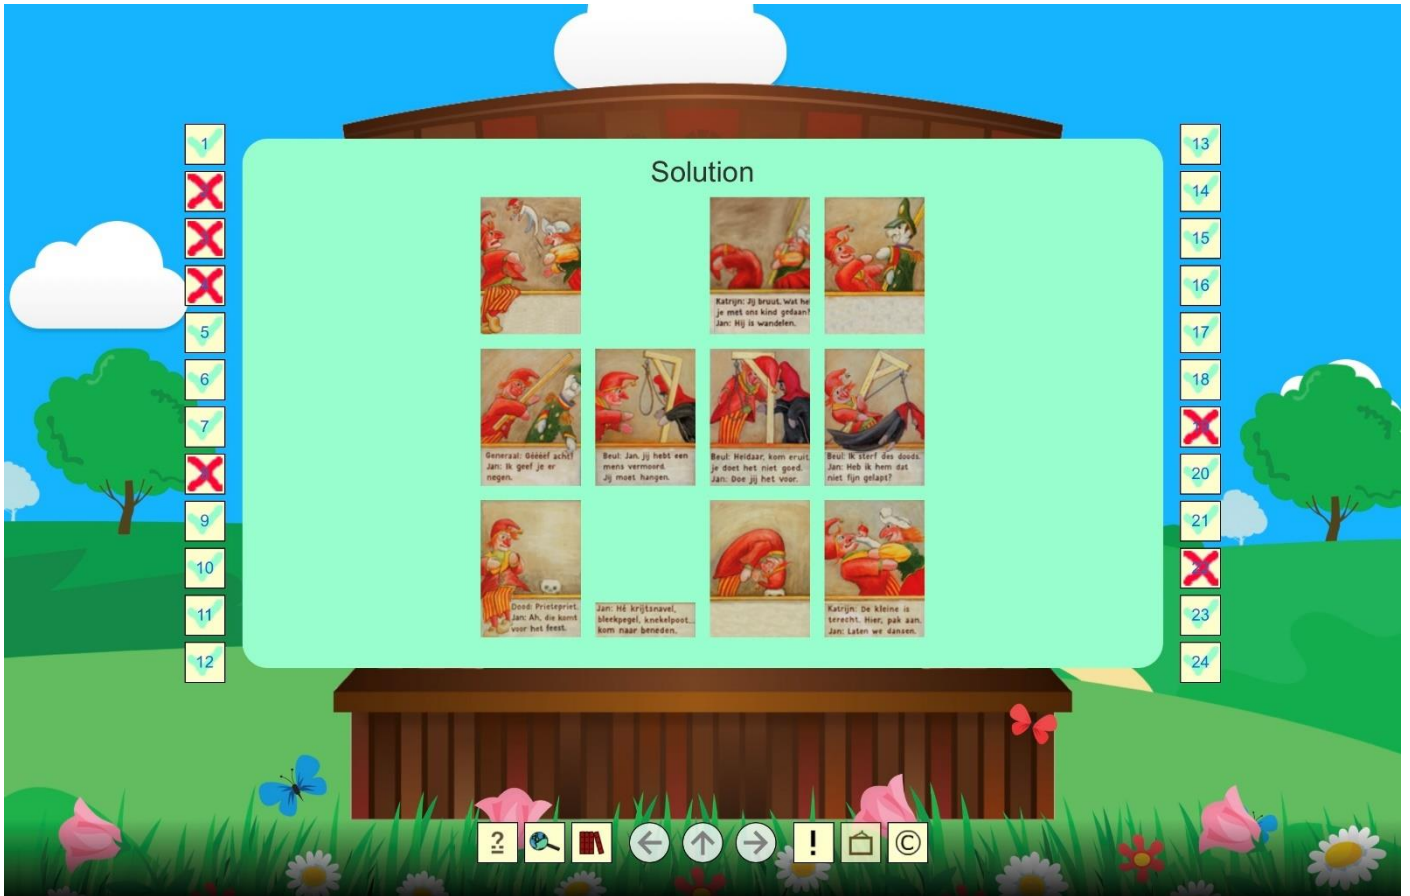 Solution
1
5
6
7
9
10
11
12
Katrijn: Jij bruut. Wat he
je met ons kind gedaan?
Jan: Hij is wandelen.
Generaal: Géééf acht!
Jan: Ik geef je er
negen.
Beul: Jan, jij hebt een
mens vermoord.
Jij moet hangen.
Beul: Heidaar, kom eruit
je doet het niet goed.
Jan: Doe jij het voor.
Beul: Ik sterf des doods.
Jan: Heb ik hem dat
niet fijn gelapt?
Dood: Prietepriet.
Jan: Ah, die komt
voor het feest.
Jan: Hé krijtsnavel,
bleekpegel, knekelpoot...
kom naar beneden.
Katrijn: De kleine is
terecht. Hier, pak aan.
Jan: Laten we dansen.
13
14
15
16
17
18
20
21
23
24
?
!
©